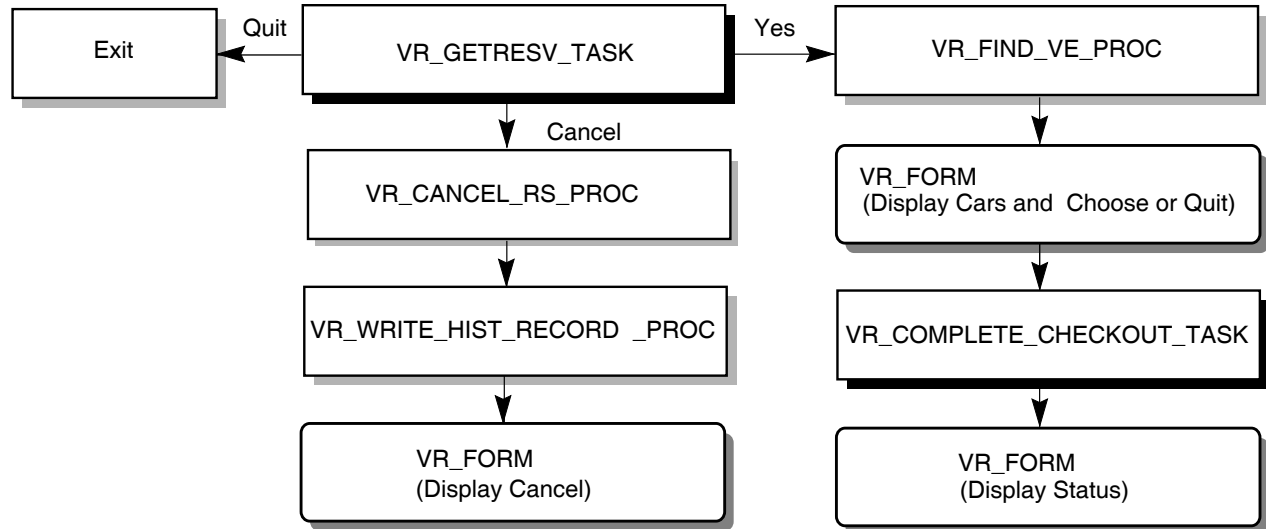 Exit
Quit
VR_GETRESV_TASK
Yes
VR_FIND_VE_PROC
Cancel
VR_CANCEL_RS_PROC
VR_FORM
(Display Cars and Choose or Quit)
VR_WRITE_HIST_RECORD _PROC
VR_COMPLETE_CHECKOUT_TASK
VR_FORM
(Display Cancel)
VR_FORM
(Display Status)